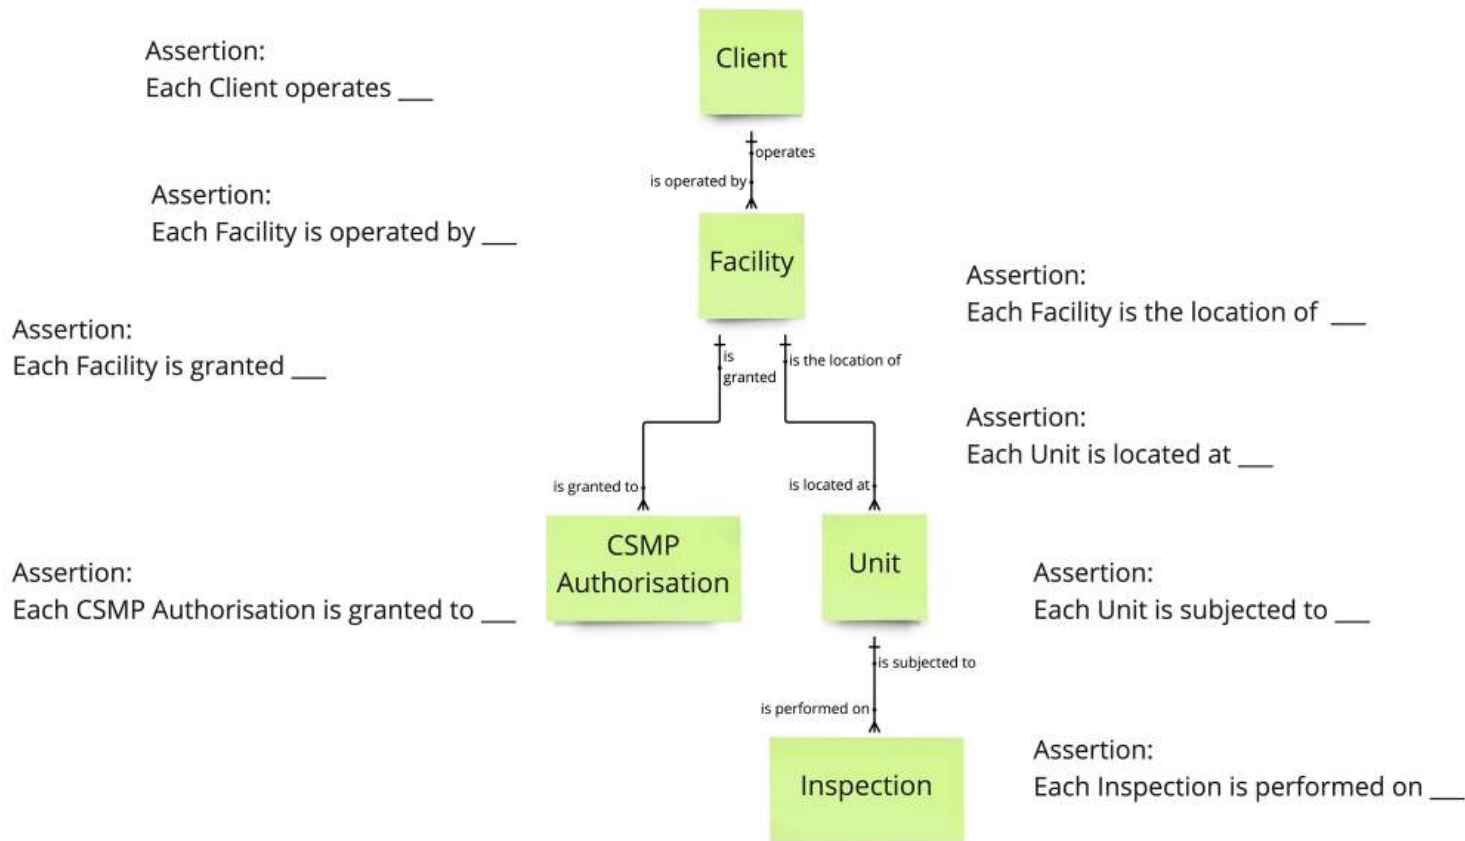 Client
Assertion:
Each Client operates ___
operates
is operated by
Assertion:
Each Facility is operated by ___
Facility
Assertion:
Each Facility is the location of ___
Assertion:
Each Facility is granted ___
is
granted
is the location of
Assertion:
Each Unit is located at ___
is granted to
is located at
CSMP
Authorisation
Unit
Assertion:
Each CSMP Authorisation is granted to ___
Assertion:
Each Unit is subjected to ___
is subjected to
is performed on
Inspection
Assertion:
Each Inspection is performed on ___